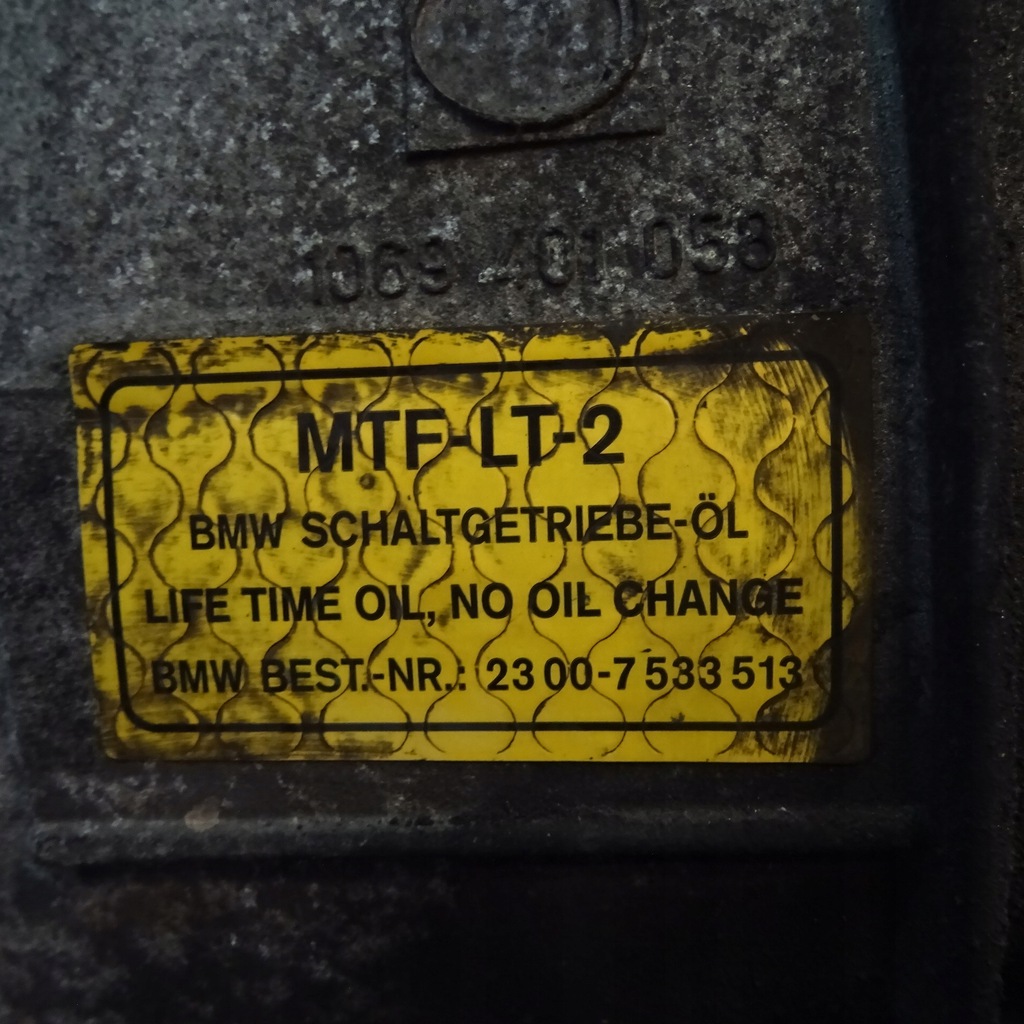 1069 401 058
MTF-LT-2
BMW SCHALTGETRIEBE-ÖL
LIFE TIME OIL, NO OIL CHANGE
BMW BEST.-NR.: 23 00-7 533 513